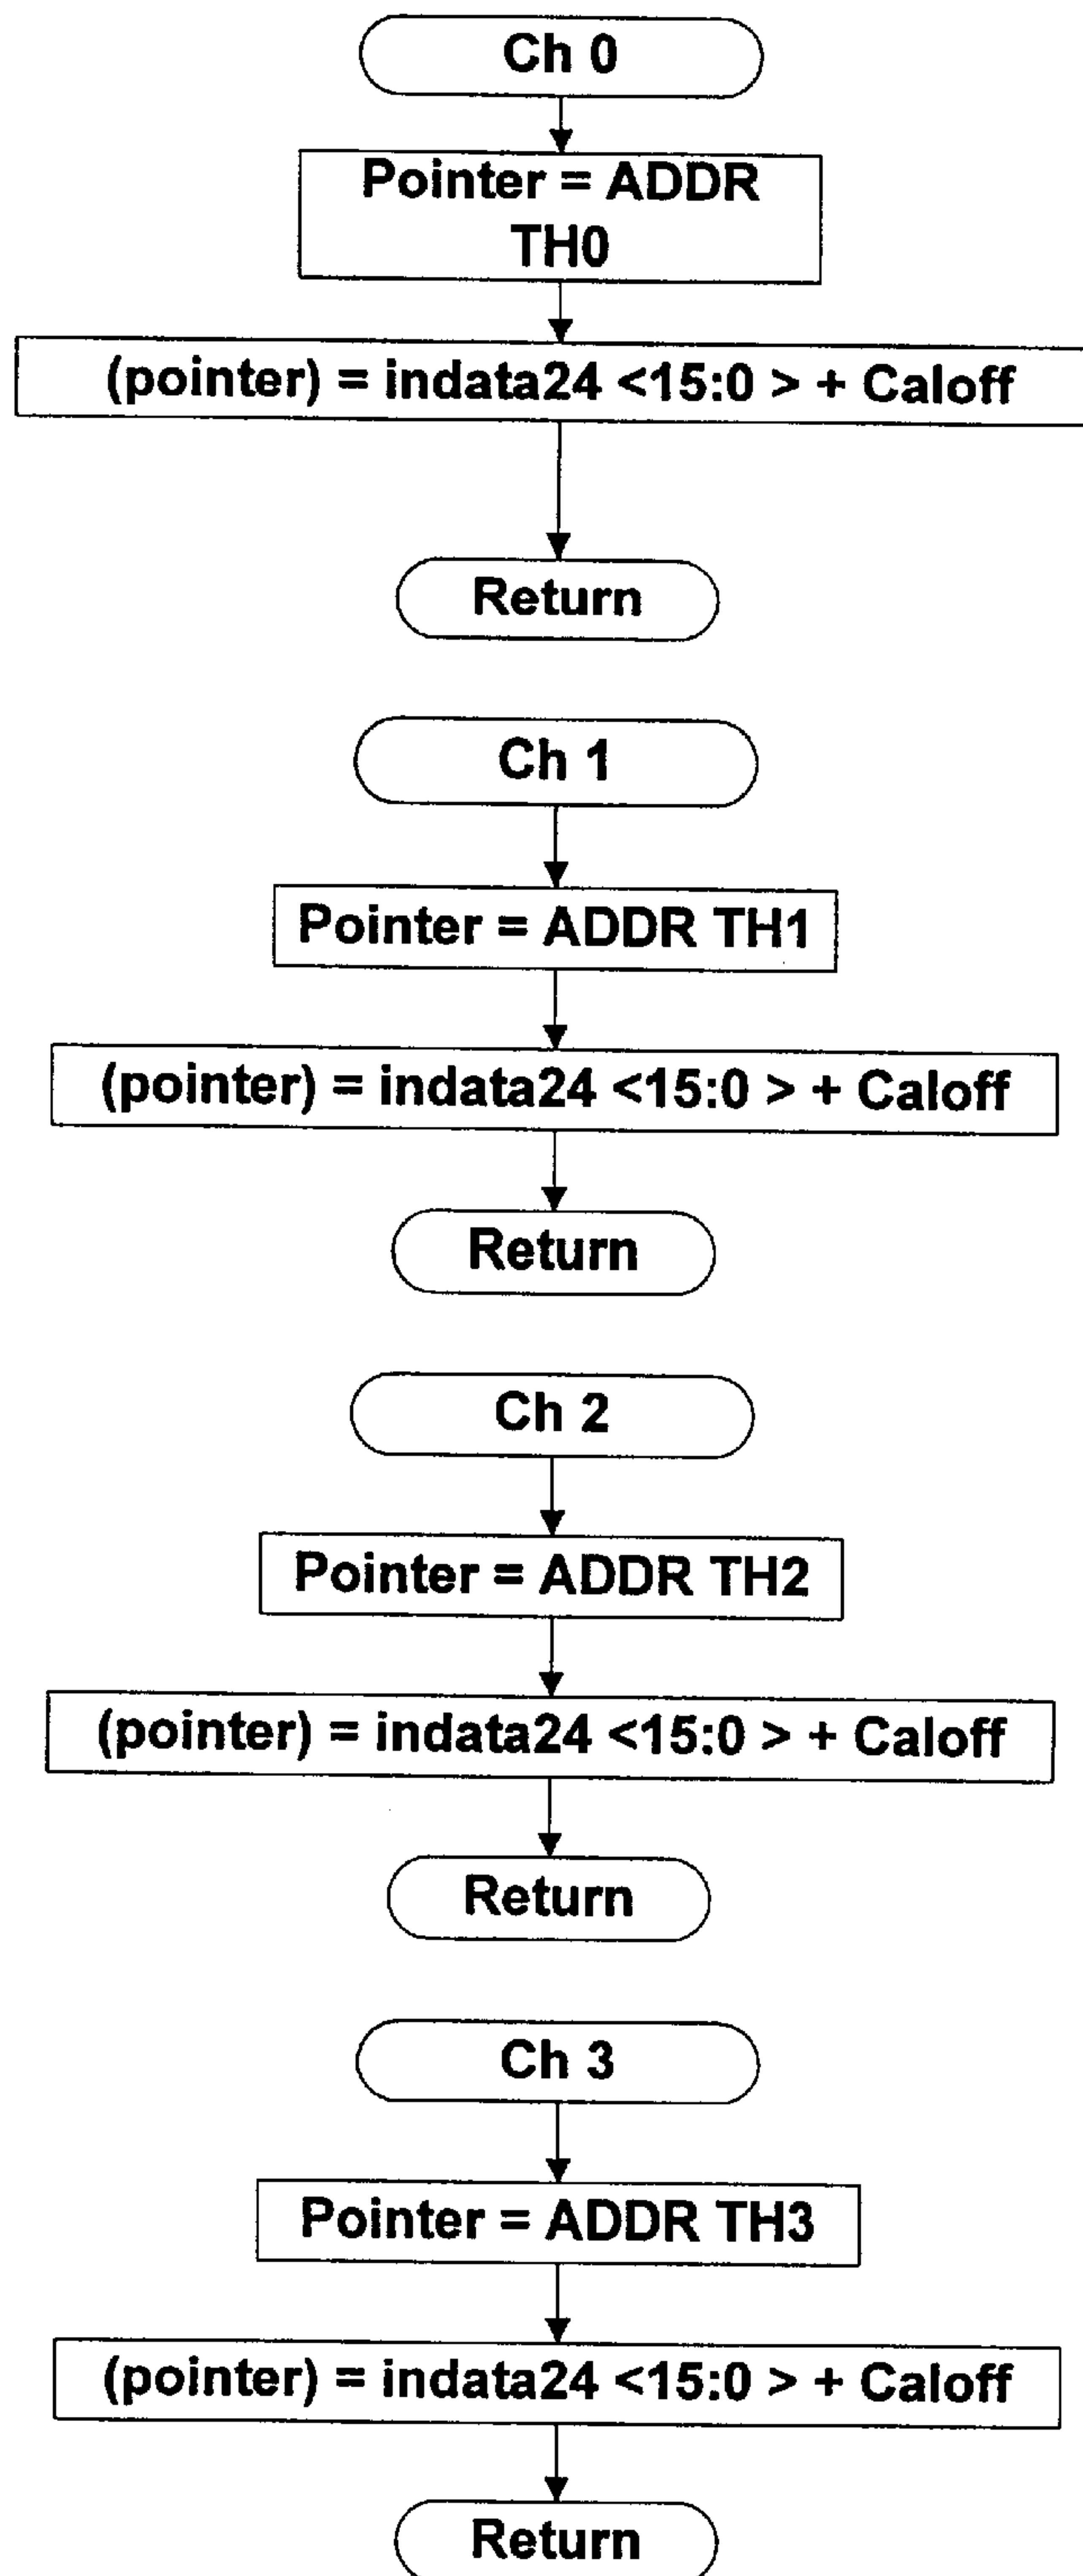 Ch 0
Pointer = ADDR
TH0
(pointer) = indata24 <15:0 > + Caloff
Return
Ch 1
Pointer = ADDR TH1
(pointer) = indata24 <15:0 > + Caloff
Return
Ch 2
Pointer = ADDR TH2
(pointer) = indata24 <15:0 > + Caloff
Return
Ch 3
Pointer = ADDR TH3
(pointer) = indata24 <15:0 > + Caloff
Return